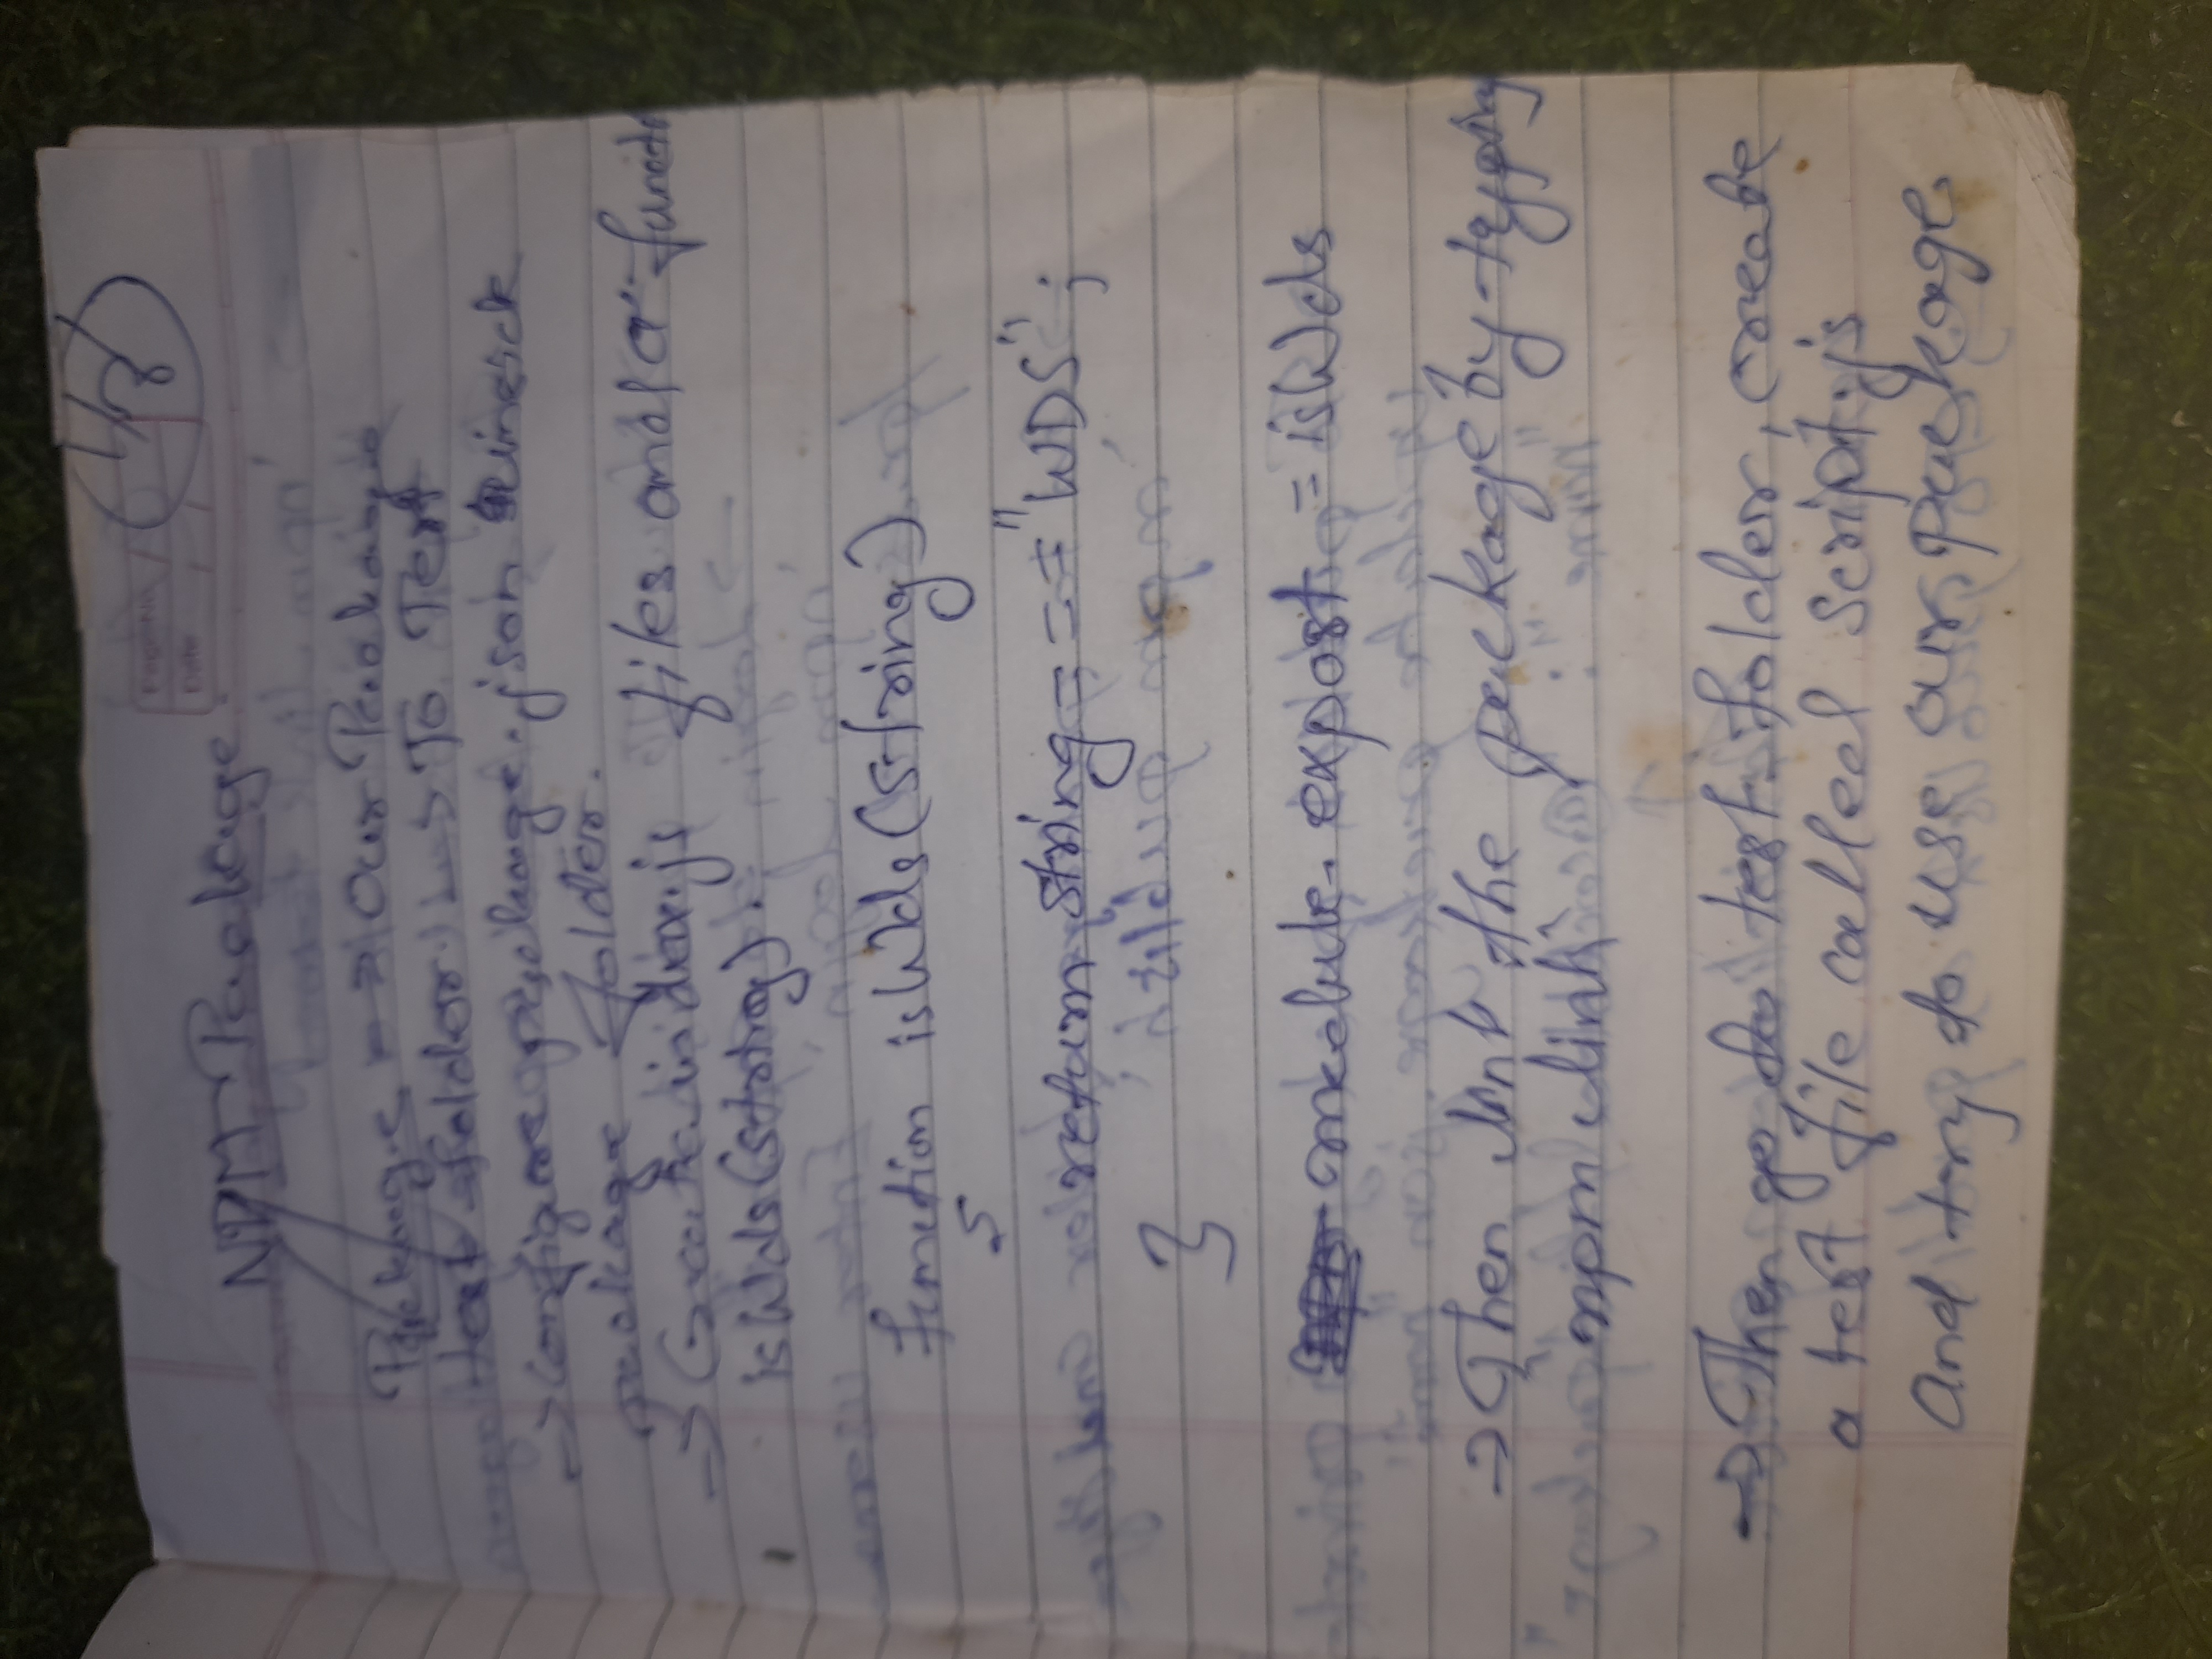 1/8
Page No
Date / /
NPM Package
Package → Our Package
test folder → To Test
→ Configure package.json inside
package folder.
→ Create index.js files and a functi
isWds(string).
function isWds(string)
{
return string === "WDS";
}
module. export = isWds
→ Then link the package by typing
'npm link'
→ Then go to test folder, create
a test file called script.js
and try to use our package